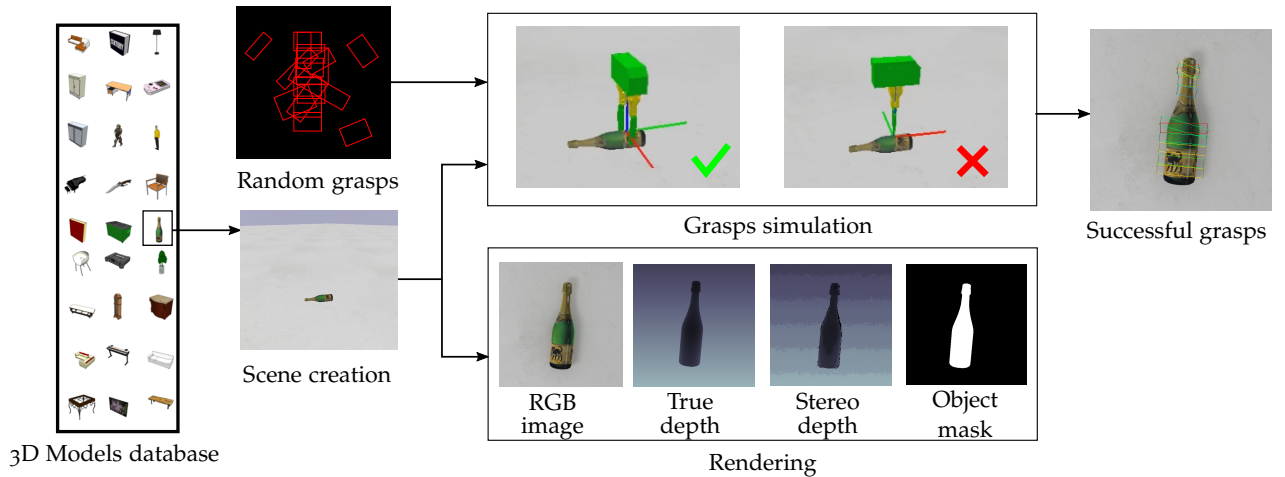 Random grasps
Grasps simulation
Successful grasps
Scene creation
RGB
image
True
depth
Stereo
depth
Object
mask
3D Models database
Rendering